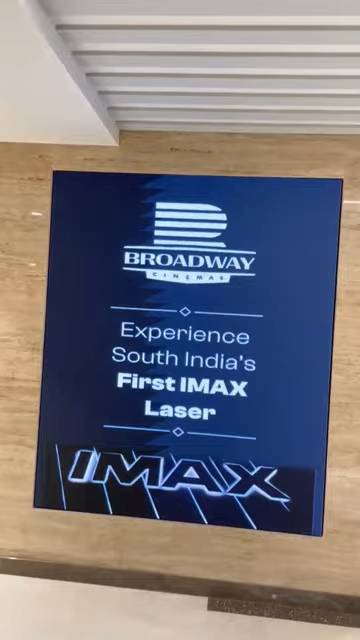 BROADWAY
CINEMAS
Experience
South India's
First IMAX
Laser
IMAX